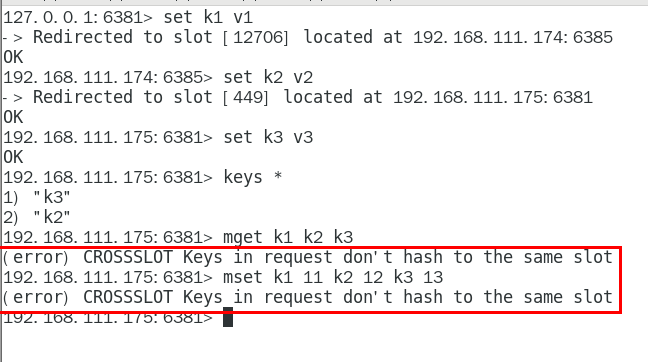 127.0.0.1:6381> set k1 v1
-> Redirected to slot [12706] located at 192.168.111.174:6385
OK
192.168.111.174:6385> set k2 v2
-> Redirected to slot [449] located at 192.168.111.175:6381
OK
192.168.111.175:6381> set k3 v3
OK
192.168.111.175:6381> keys *
1) "k3"
2) "k2"
192.168.111.175:6381> mget k1 k2 k3
(error) CROSSSLOT Keys in request don't hash to the same slot
192.168.111.175:6381> mset k1 11 k2 12 k3 13
(error) CROSSSLOT Keys in request don't hash to the same slot
192.168.111.175:6381>